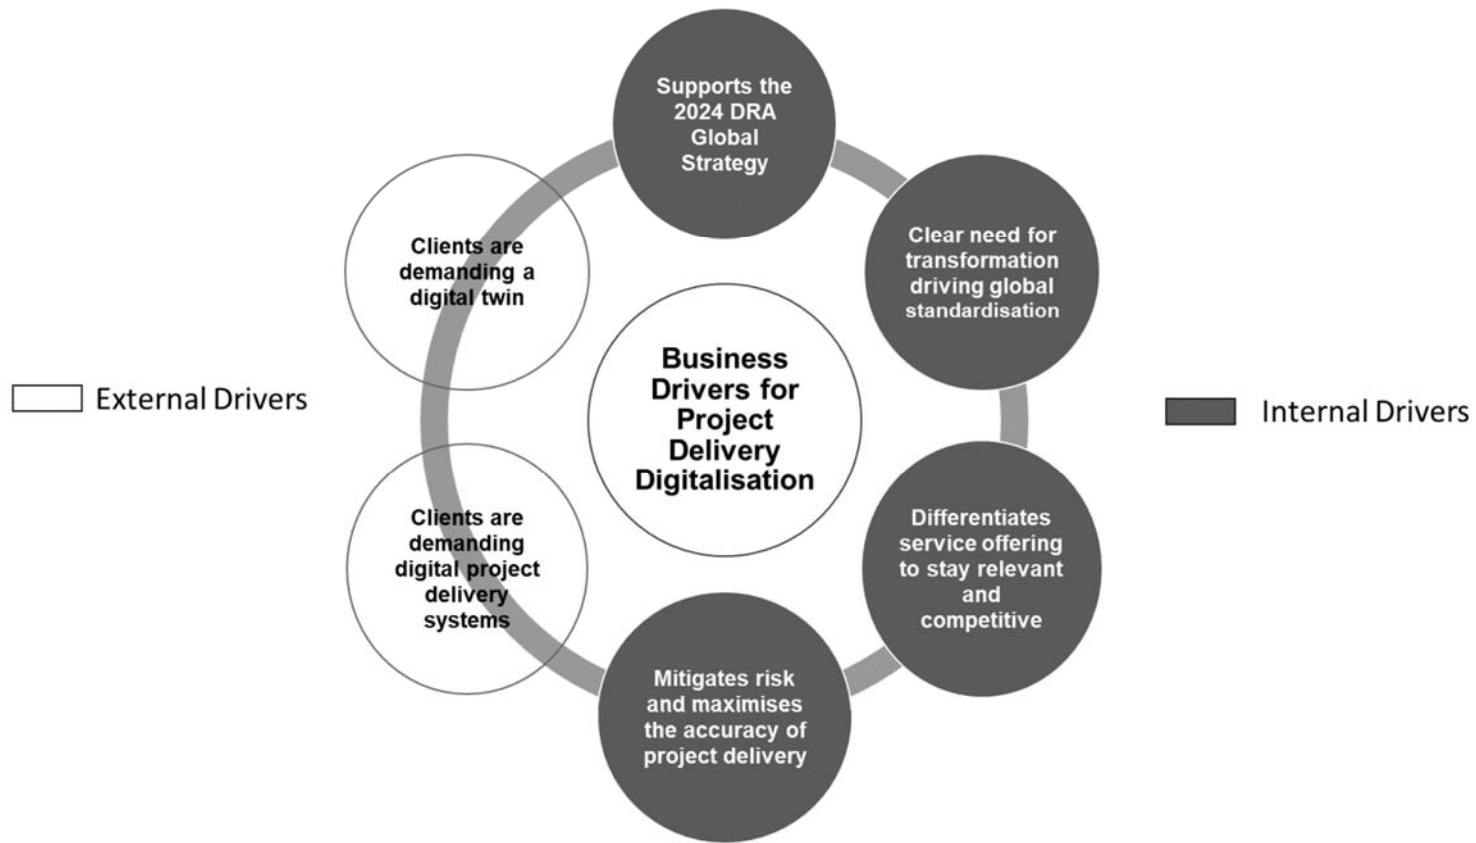 Supports the
2024 DRA
Global
Strategy
Clear need for
transformation
driving global
standardisation
Differentiates
service offering
to stay relevant
and
competitive
Mitigates risk
and maximises
the accuracy of
project delivery
Clients are
demanding
digital project
delivery
systems
Clients are
demanding a
digital twin
Business
Drivers for
Project
Delivery
Digitalisation
External Drivers
Internal Drivers